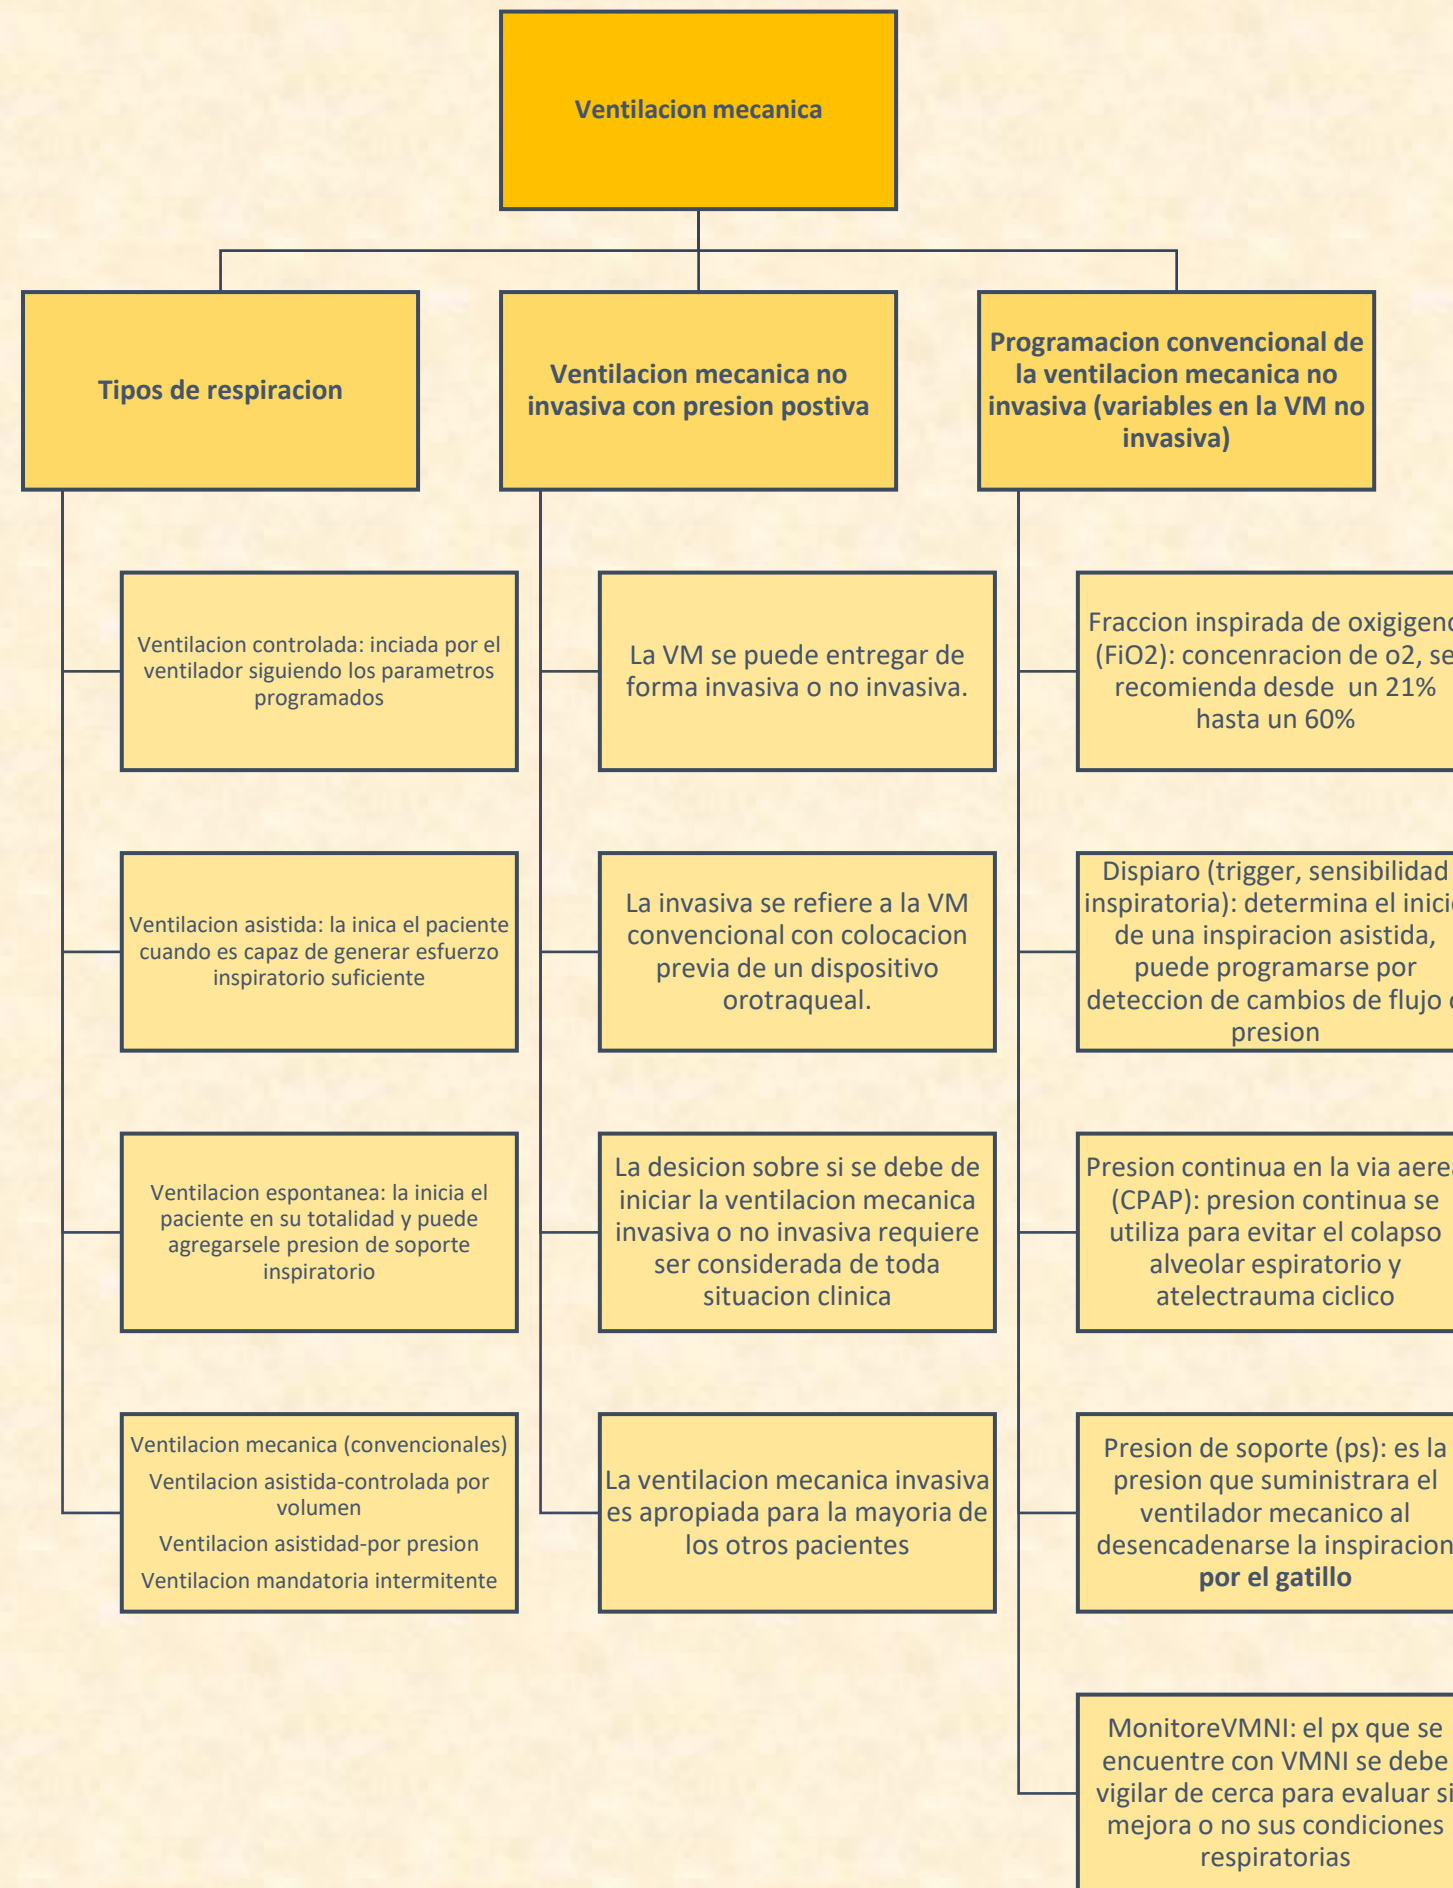 Ventilacion mecanica
Tipos de respiracion
Ventilacion controlada: inciada por el
ventilador siguiendo los parametros
programados
Ventilacion asistida: la inica el paciente
cuando es capaz de generar esfuerzo
inspiratorio suficiente
Ventilacion espontanea: la inicia el
paciente en su totalidad y puede
agregarsele presion de soporte
inspiratorio
Ventilacion mecanica (convencionales)
Ventilacion asistida-controlada por
volumen
Ventilacion asistidad-por presion
Ventilacion mandatoria intermitente
Ventilacion mecanica no
invasiva con presion postiva
La VM se puede entregar de
forma invasiva o no invasiva.
La invasiva se refiere a la VM
convencional con colocacion
previa de un dispositivo
orotraqueal.
La desicion sobre si se debe de
iniciar la ventilacion mecanica
invasiva o no invasiva requiere
ser considerada de toda
situacion clinica
La ventilacion mecanica invasiva
es apropiada para la mayoria de
los otros pacientes
Programacion convencional de
la ventilacion mecanica no
invasiva (variables en la VM no
invasiva)
Fraccion inspirada de oxigigeno
(FiO2): concenracion de o2, se
recomienda desde un 21%
hasta un 60%
Dispiaro (trigger, sensibilidad
inspiratoria): determina el inicio
de una inspiracion asistida,
puede programarse por
deteccion de cambios de flujo
presion
Presion continua en la via aerea
(CPAP): presion continua se
utiliza para evitar el colapso
alveolar espiratorio y
atelectrauma ciclico
Presion de soporte (ps): es la
presion que suministrara el
ventilador mecanico al
desencadenarse la inspiracion
por el gatillo
MonitoreVMNI: el px que se
encuentre con VMNI se debe
vigilar de cerca para evaluar si
mejora o no sus condiciones
respiratorias